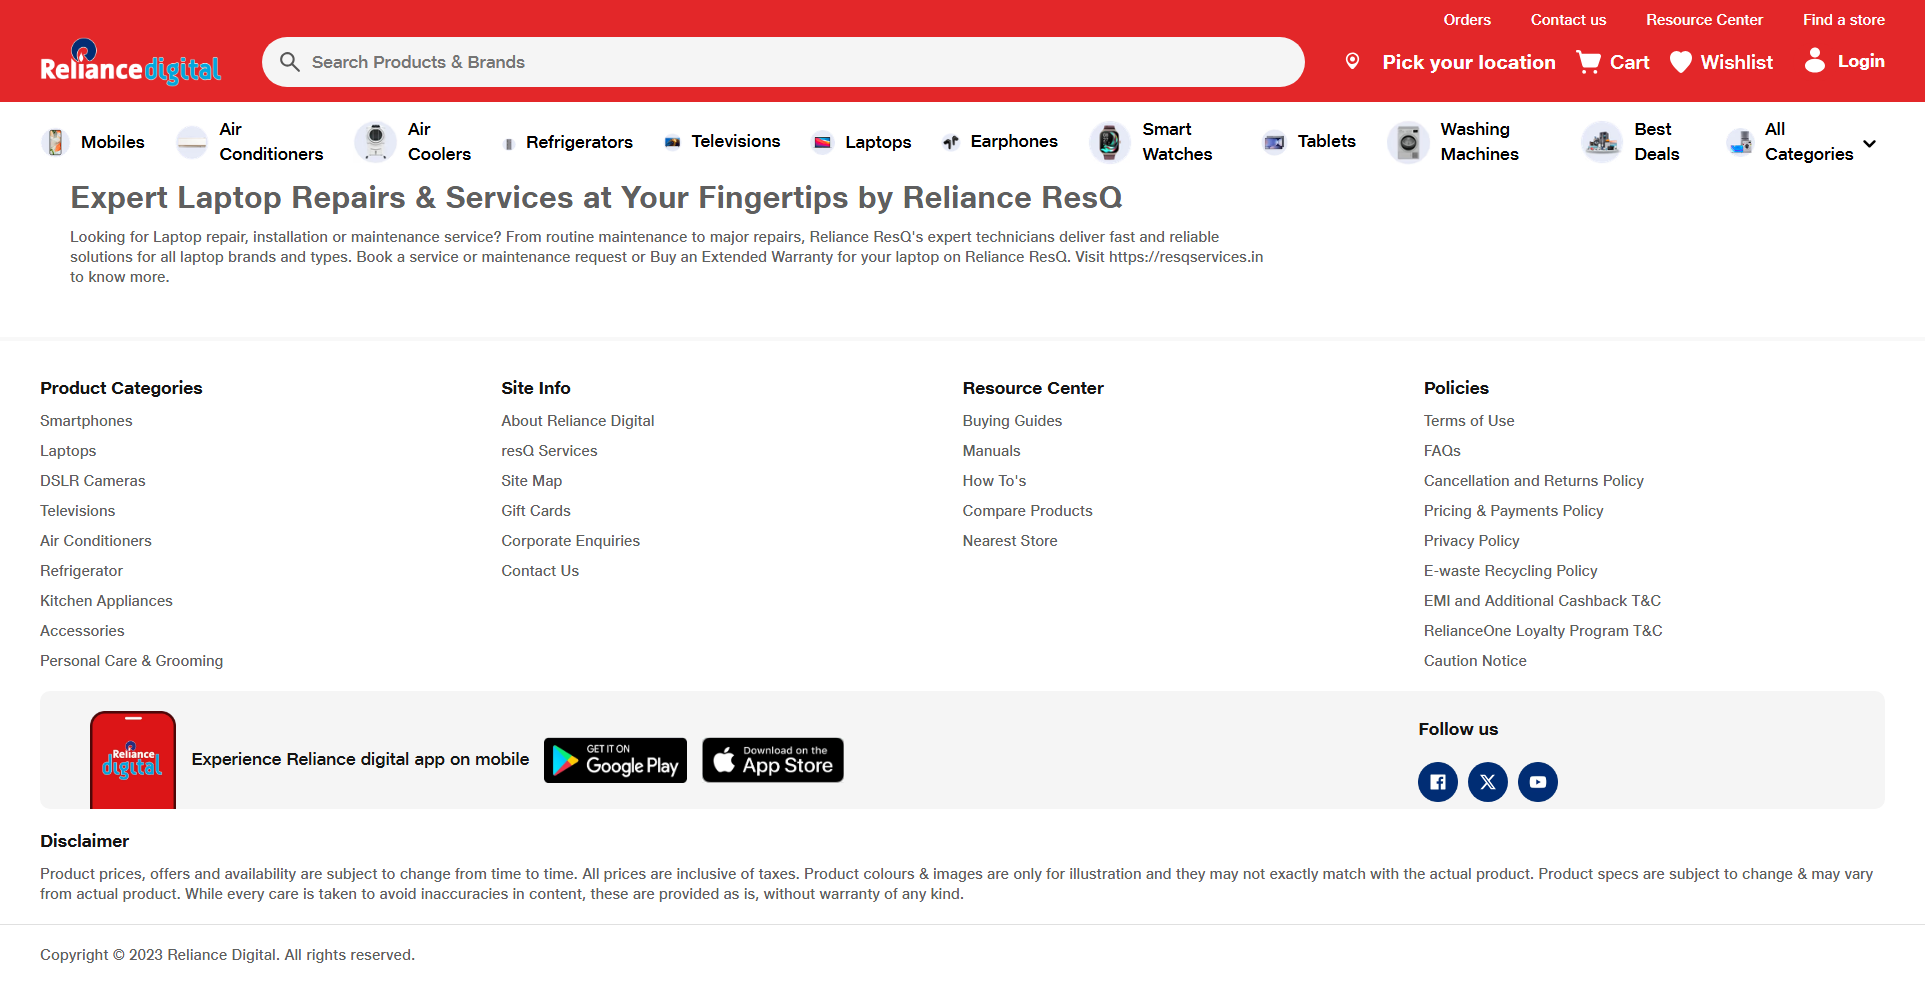 Orders Contact us Resource Center Find a store
Reliance digital Search Products & Brands Pick your location Cart Wishlist Login
Mobiles Air Conditioners Air Coolers Refrigerators Televisions Laptops Earphones Smart Watches Tablets Washing Machines Best Deals All Categories
Expert Laptop Repairs & Services at Your Fingertips by Reliance ResQ
Looking for Laptop repair, installation or maintenance service? From routine maintenance to major repairs, Reliance ResQ's expert technicians deliver fast and reliable
solutions for all laptop brands and types. Book a service or maintenance request or Buy an Extended Warranty for your laptop on Reliance ResQ. Visit https://resqservices.in
to know more.
Product Categories
Smartphones
Laptops
DSLR Cameras
Televisions
Air Conditioners
Refrigerator
Kitchen Appliances
Accessories
Personal Care & Grooming
Site Info
About Reliance Digital
resQ Services
Site Map
Gift Cards
Corporate Enquiries
Contact Us
Resource Center
Buying Guides
Manuals
How To's
Compare Products
Nearest Store
Policies
Terms of Use
FAQs
Cancellation and Returns Policy
Pricing & Payments Policy
Privacy Policy
E-waste Recycling Policy
EMI and Additional Cashback T&C
RelianceOne Loyalty Program T&C
Caution Notice
Reliance
digital
Experience Reliance digital app on mobile
GET IT ON
Google Play
Download on the
App Store
Follow us
Disclaimer
Product prices, offers and availability are subject to change from time to time. All prices are inclusive of taxes. Product colours & images are only for illustration and they may not exactly match with the actual product. Product specs are subject to change & may vary
from actual product. While every care is taken to avoid inaccuracies in content, these are provided as is, without warranty of any kind.
Copyright © 2023 Reliance Digital. All rights reserved.